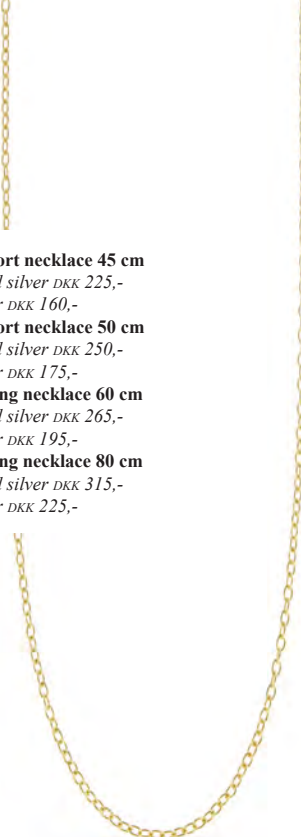 ort necklace 45 cm
d silver DKK 225,-
r DKK 160,-
ort necklace 50 cm
d silver DKK 250,-
r DKK 175,-
ng necklace 60 cm
d silver DKK 265,-
r DKK 195,-
ng necklace 80 cm
d silver DKK 315,-
r DKK 225,-